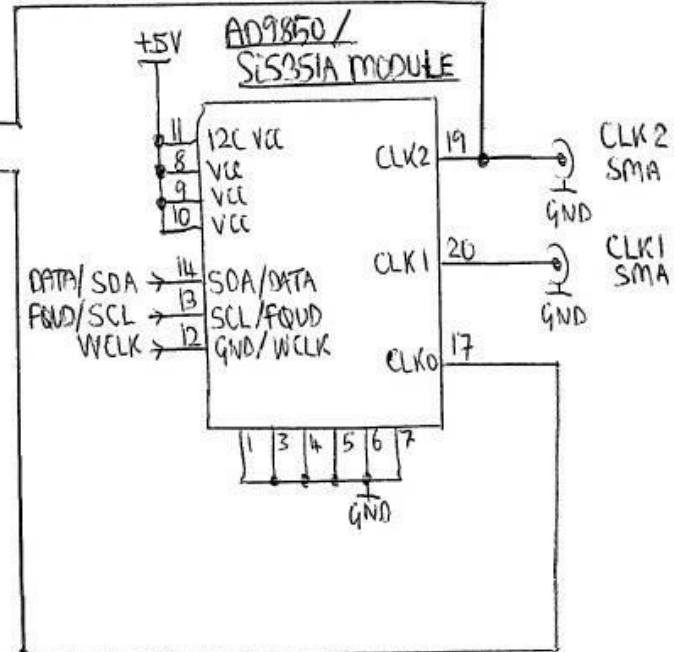 +5V
AD9850/
Si5351A MODULE
11 I2C VCC
8 VCC
9 VCC
10 VCC
DATA/SDA 14 SDA/DATA
FQUD/SCL 13 SCL/FQUD
WCLK 12 GND/WCLK
CLK2 19
CLK2
SMA
GND
CLK1 20
CLK1
SMA
GND
CLK0 17
1 3 4 5 6 7
GND